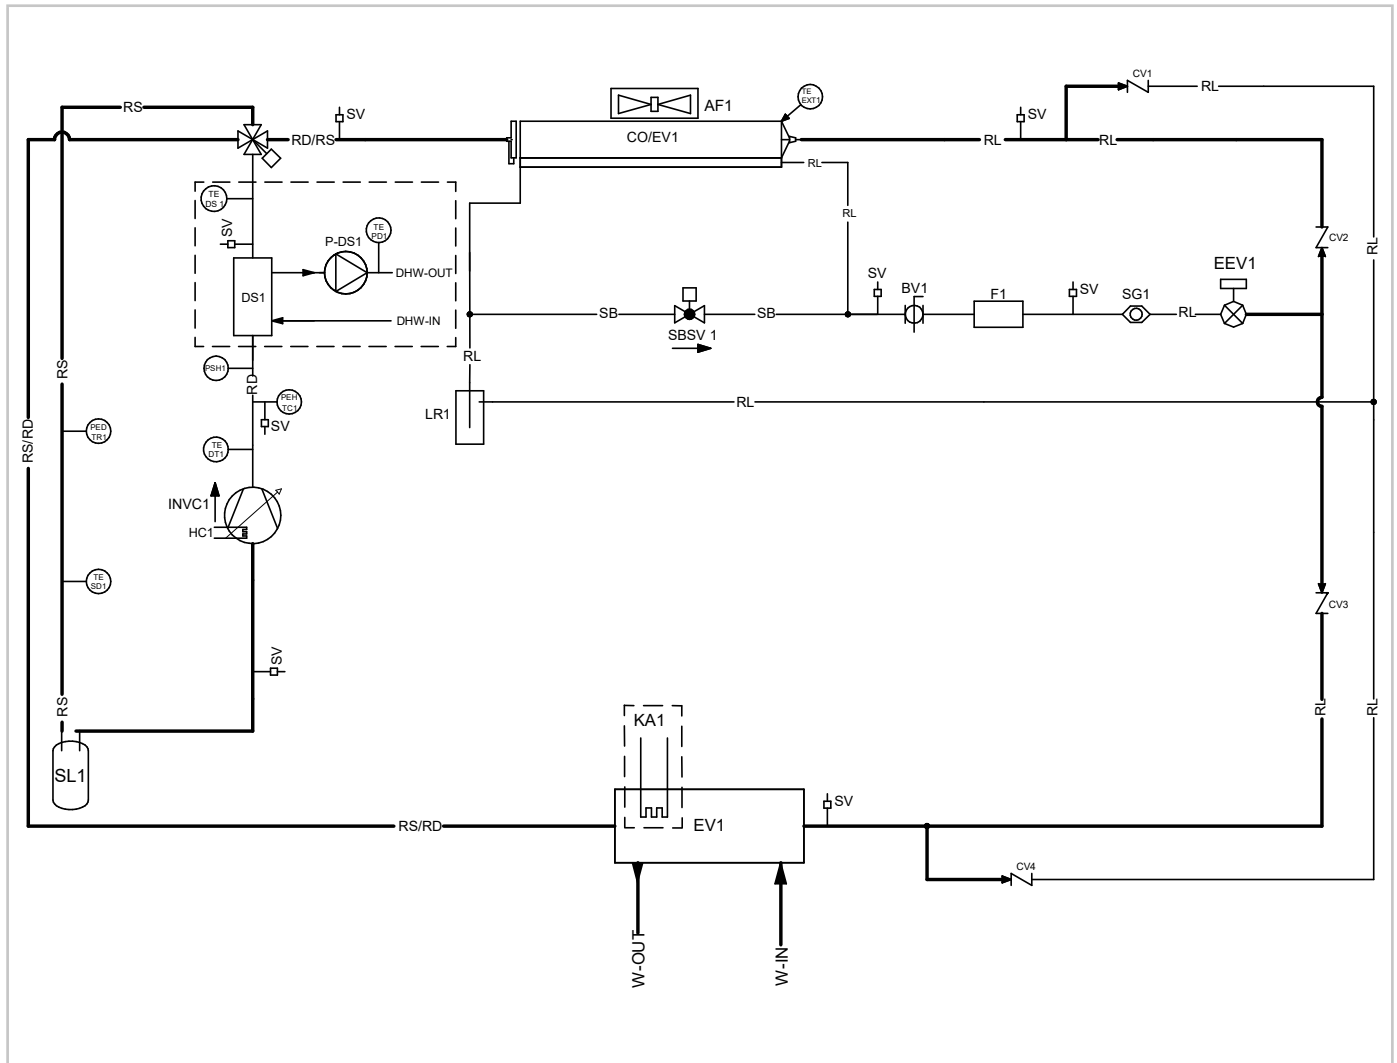 CV1
RL
RS
SV
AF1
TE
EXT1
SV
RD/RS
CO/EV1
RL
RL
RL
TE
DS 1
RL
SV
P-DS1
TE
PD1
CV2
RL
DS1
DHW-OUT
DHW-IN
SV
BV1
F1
SV
SG1
EEV1
SB
SB
RL
SBSV 1
RL
PSH1
RD
RS
PEH
TC1
SV
LR1
RL
PED
TR1
RS/RD
TE
DT1
INVC1
HC1
TE
SD1
CV3
SV
RS
KA1
RL
RL
SL1
SV
RS/RD
EV1
CV4
W-OUT
W-IN